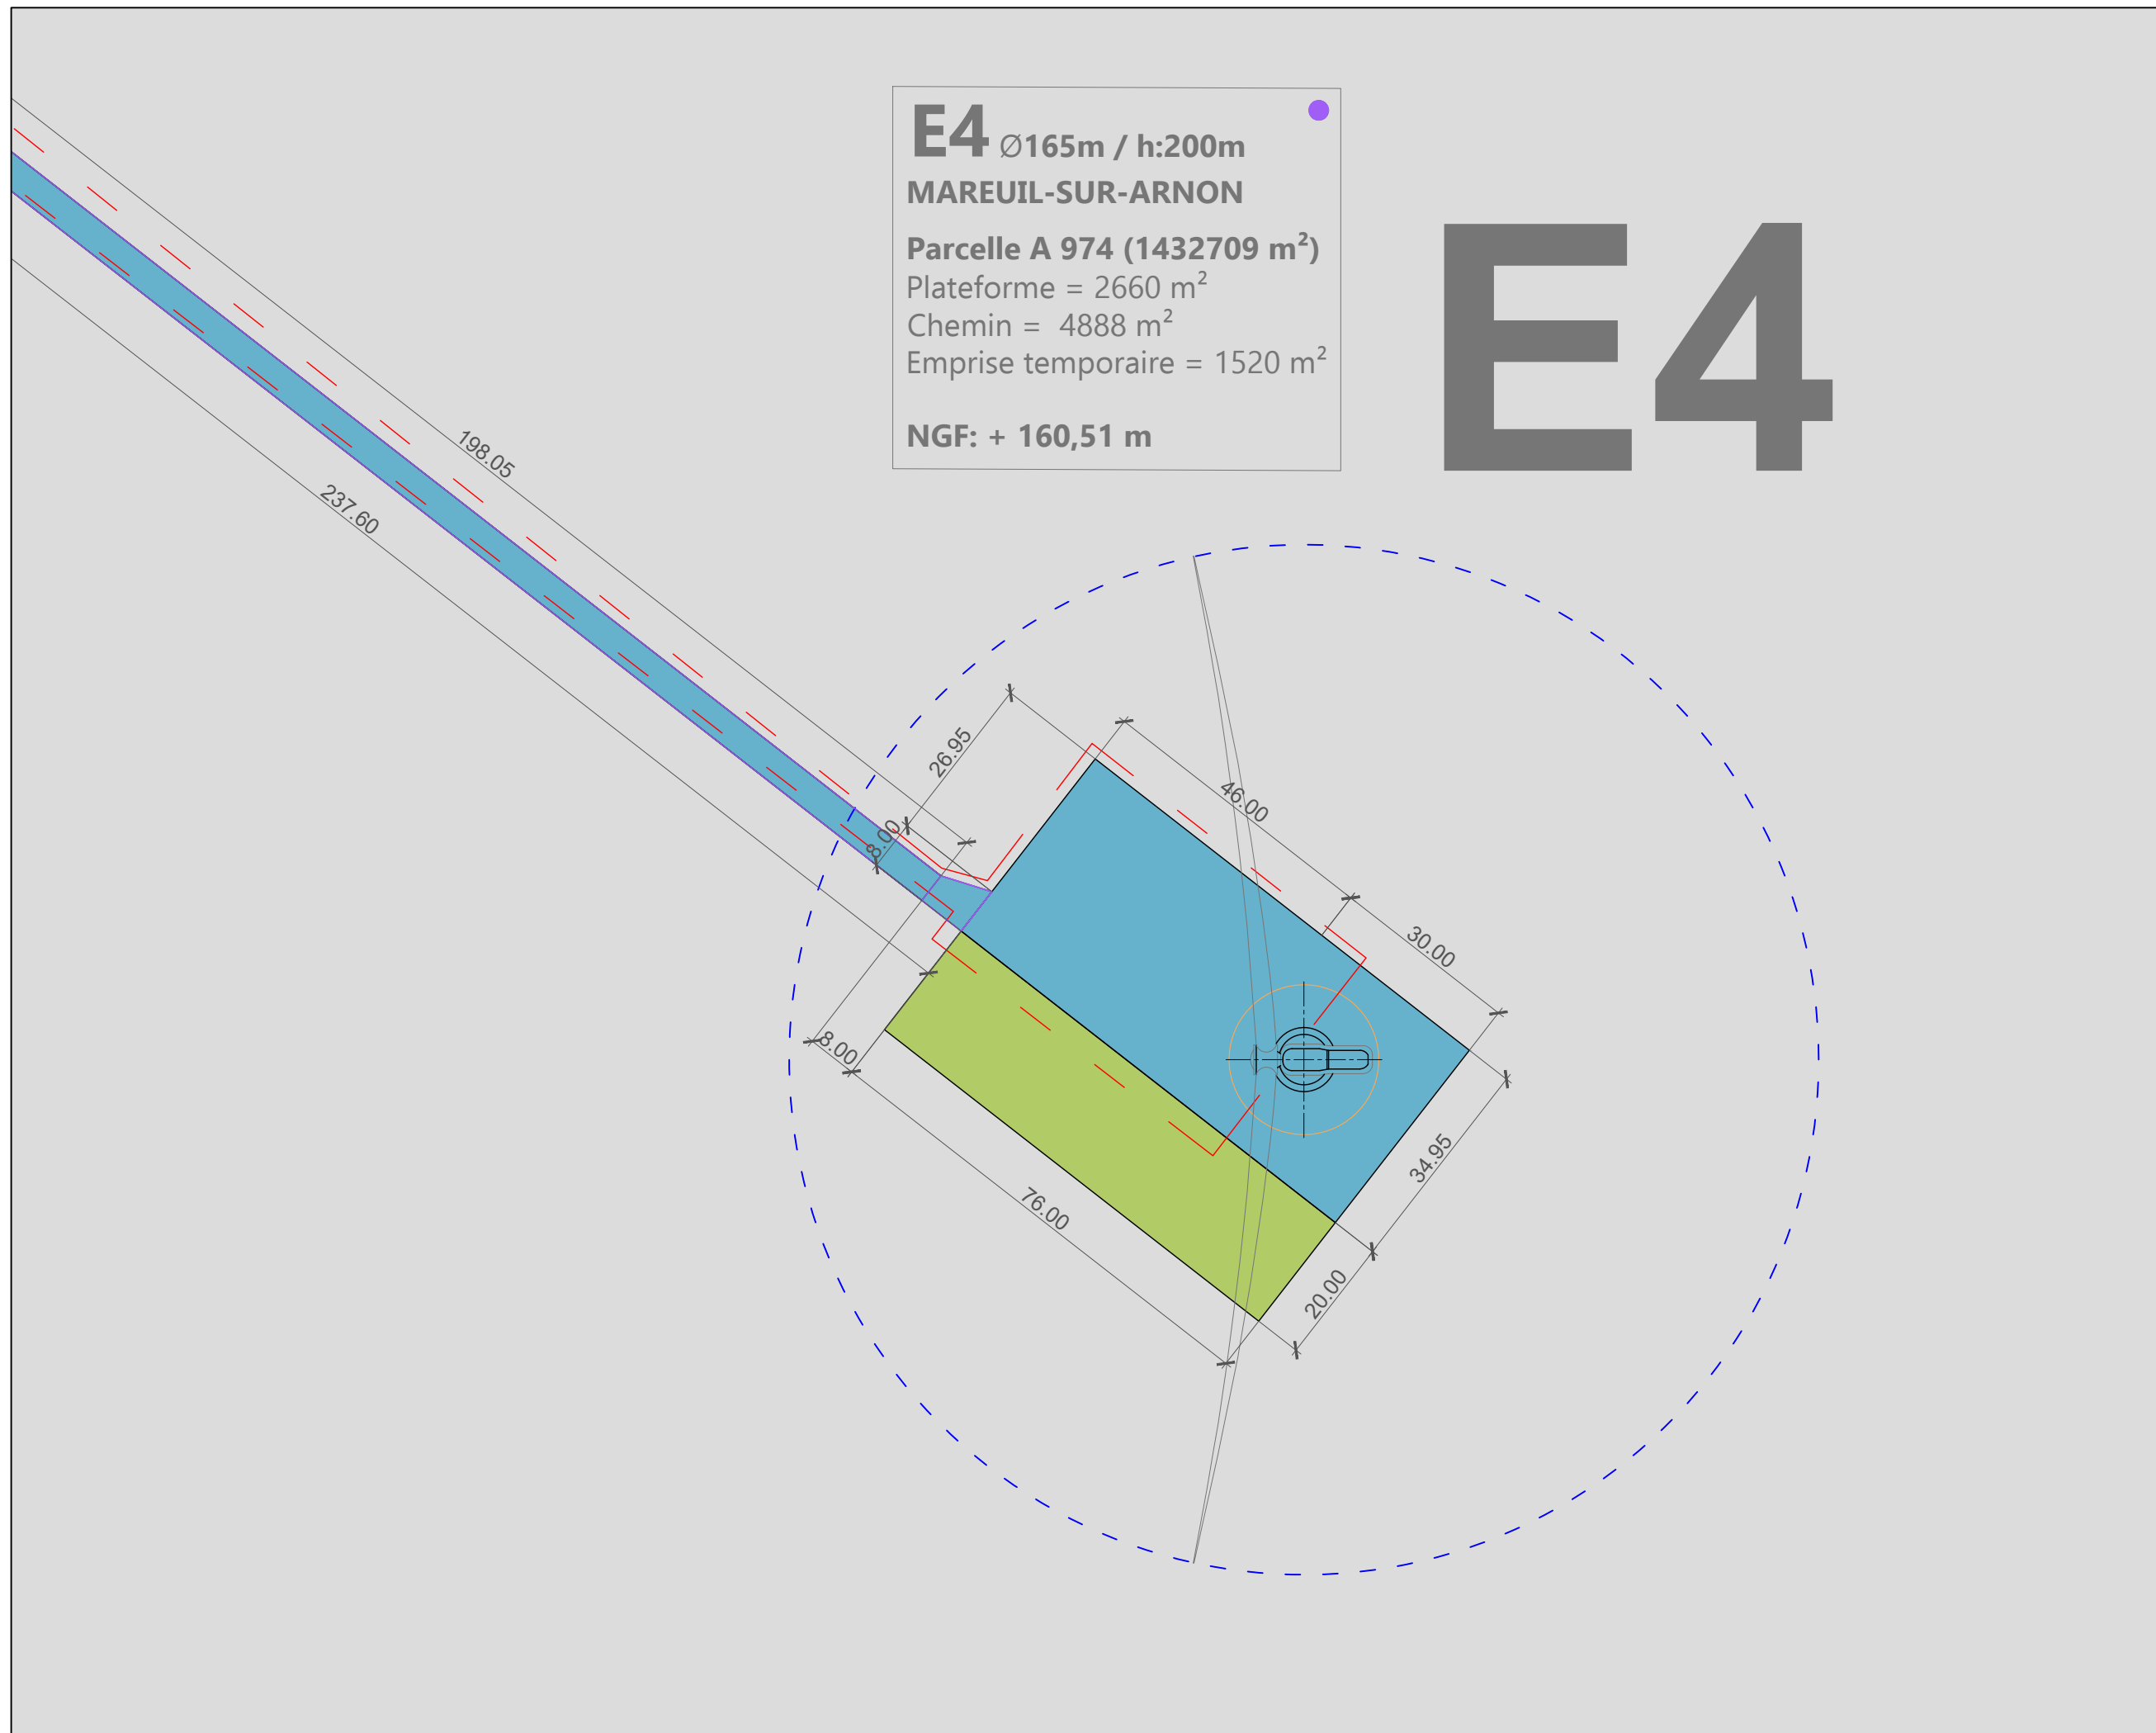 E4 Ø165m / h:200m
MAREUIL-SUR-ARNON
Parcelle A 974 (1432709 m²)
Plateforme = 2660 m²
Chemin = 4888 m²
Emprise temporaire = 1520 m²
NGF: + 160,51 m
E4
198.05
237.60
26.95
8.00
46.00
30.00
8.00
76.00
34.95
20.00